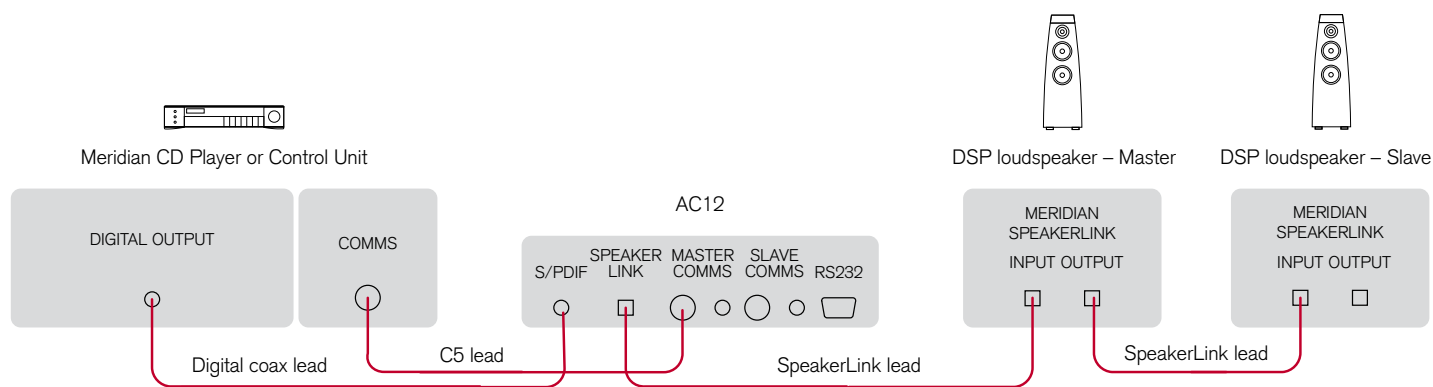 Meridian CD Player or Control Unit
DSP loudspeaker – Master
DSP loudspeaker – Slave
AC12
DIGITAL OUTPUT
COMMS
S/PDIF
SPEAKER
LINK
MASTER
COMMS
SLAVE
COMMS
RS232
MERIDIAN
SPEAKERLINK
INPUT OUTPUT
MERIDIAN
SPEAKERLINK
INPUT OUTPUT
Digital coax lead
C5 lead
SpeakerLink lead
SpeakerLink lead